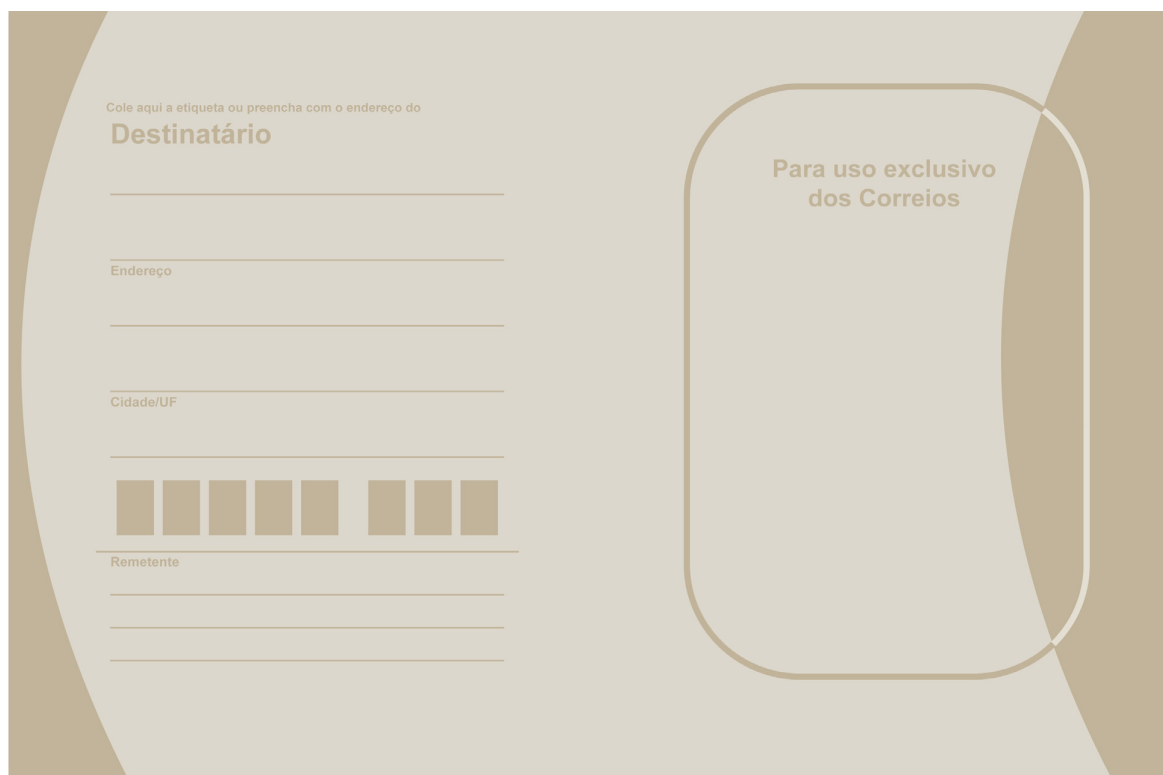 Cole aqui a etiqueta ou preencha com o endereço do
Destinatário
Endereço
Cidade/UF
Remetente
Para uso exclusivo
dos Correios